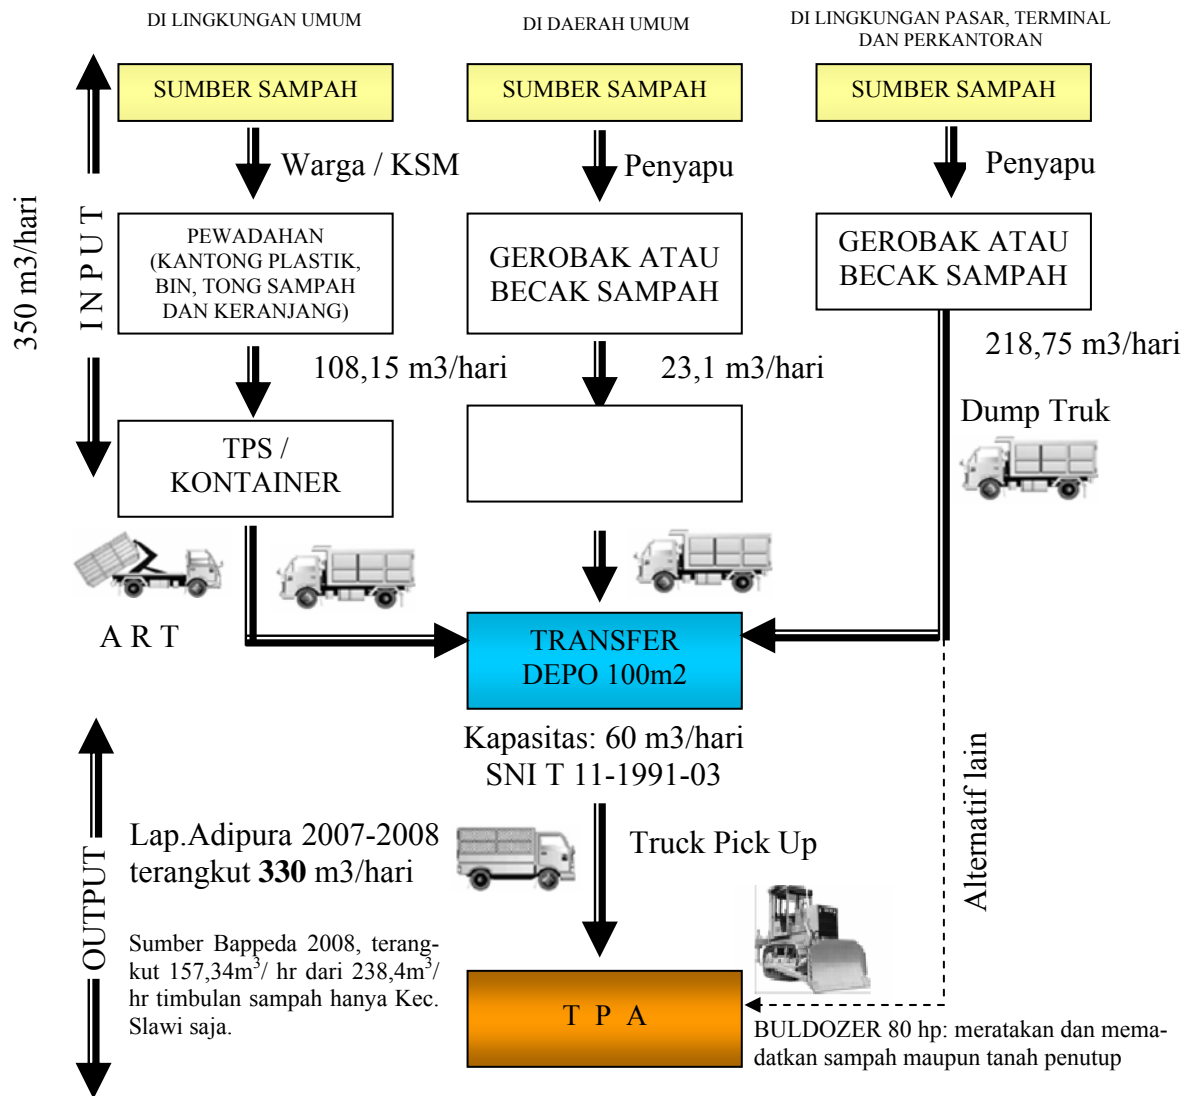 DI LINGKUNGAN UMUM
DI DAERAH UMUM
DI LINGKUNGAN PASAR, TERMINAL
DAN PERKANTORAN
SUMBER SAMPAH
SUMBER SAMPAH
SUMBER SAMPAH
Warga / KSM
Penyapu
Penyapu
350 m3/hari
I N P U T
PEWADAHAN
(KANTONG PLASTIK,
BIN, TONG SAMPAH
DAN KERANJANG)
GEROBAK ATAU
BECAK SAMPAH
GEROBAK ATAU
BECAK SAMPAH
108,15 m3/hari
23,1 m3/hari
218,75 m3/hari
TPS /
KONTAINER
Dump Truk
A R T
TRANSFER
DEPO 100m2
Kapasitas: 60 m3/hari
SNI T 11-1991-03
Alternatif lain
OUTPUT
Lap.Adipura 2007-2008
terangkut 330 m3/hari
Truck Pick Up
Sumber Bappeda 2008, terang-
kut 157,34m³/ hr dari 238,4m³/
hr timbulan sampah hanya Kec.
Slawi saja.
T P A
BULDOZER 80 hp: meratakan dan mema-
datkan sampah maupun tanah penutup